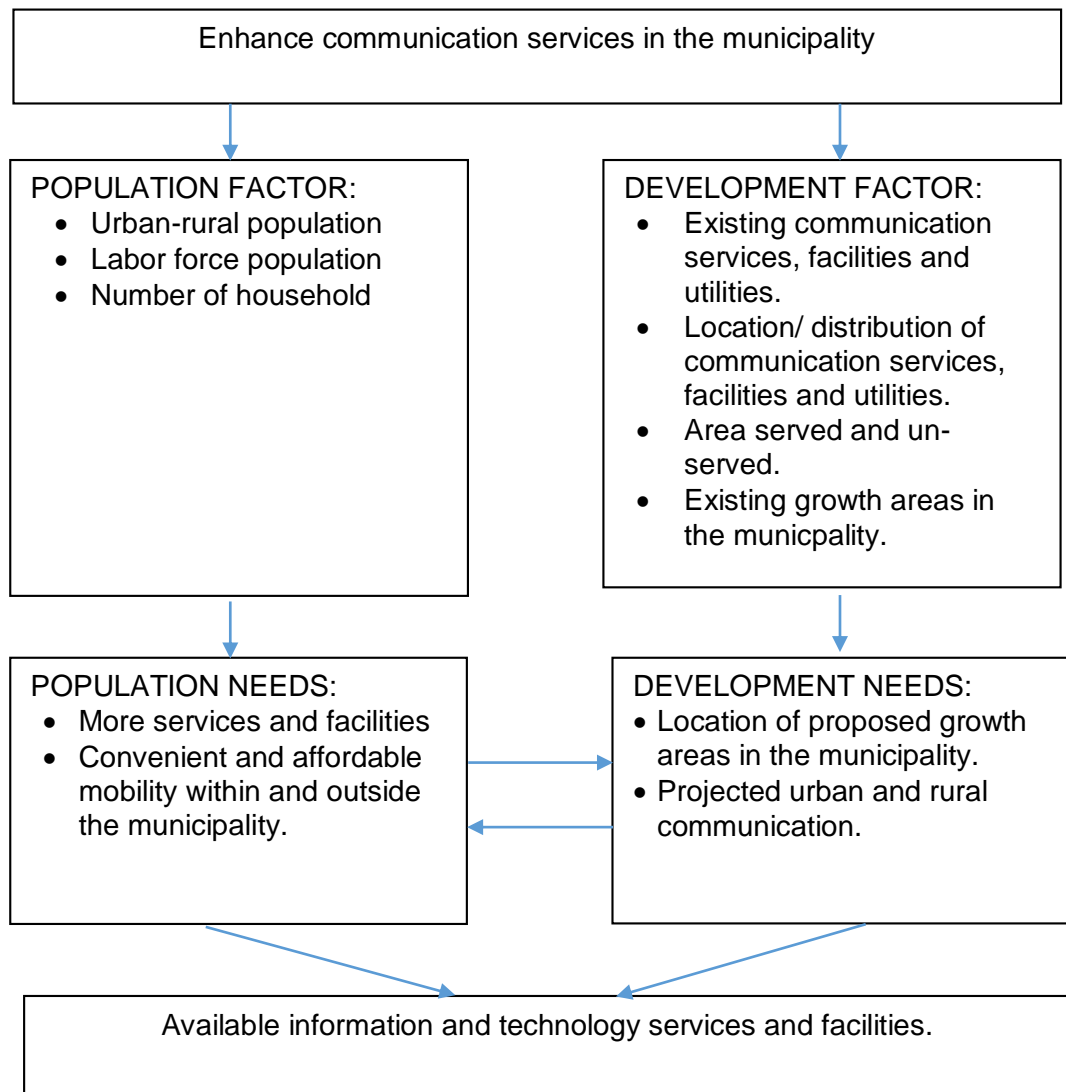 Enhance communication services in the municipality
POPULATION FACTOR:
• Urban-rural population
• Labor force population
• Number of household
DEVELOPMENT FACTOR:
• Existing communication
services, facilities and
utilities.
• Location/ distribution of
communication services,
facilities and utilities.
• Area served and un-
served.
• Existing growth areas in
the municpality.
POPULATION NEEDS:
• More services and facilities
• Convenient and affordable
mobility within and outside
the municipality.
DEVELOPMENT NEEDS:
• Location of proposed growth
areas in the municipality.
• Projected urban and rural
communication.
Available information and technology services and facilities.